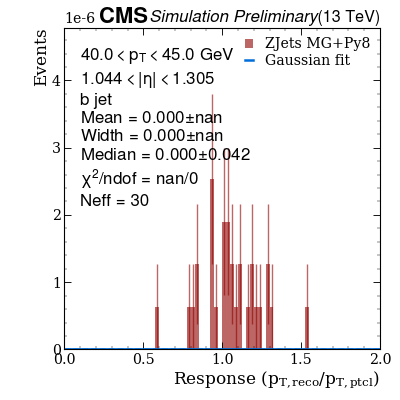 1e-6 CMS Simulation Preliminary (13 TeV)
Events
ZJets MG+Py8
Gaussian fit
40.0 < p_T < 45.0 GeV
1.044 < |η| < 1.305
b jet
Mean = 0.000±nan
Width = 0.000±nan
Median = 0.000±0.042
χ²/ndof = nan/0
Neff = 30
4
3
2
1
0
0.0 0.5 1.0 1.5 2.0
Response (p_T,reco/p_T,ptcl)